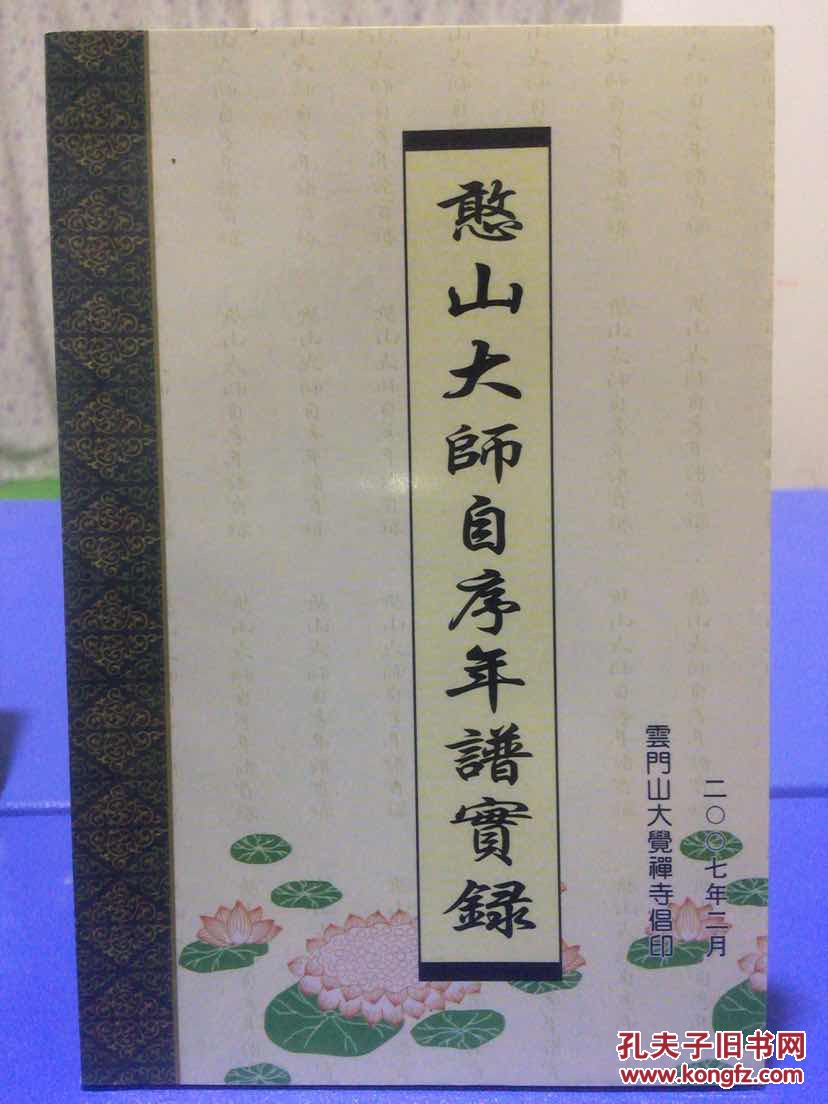 憨山大師自序年譜實録
二〇〇七年二月
雲門山大覺禪寺倡印
孔夫子旧书网
www.kongfz.com